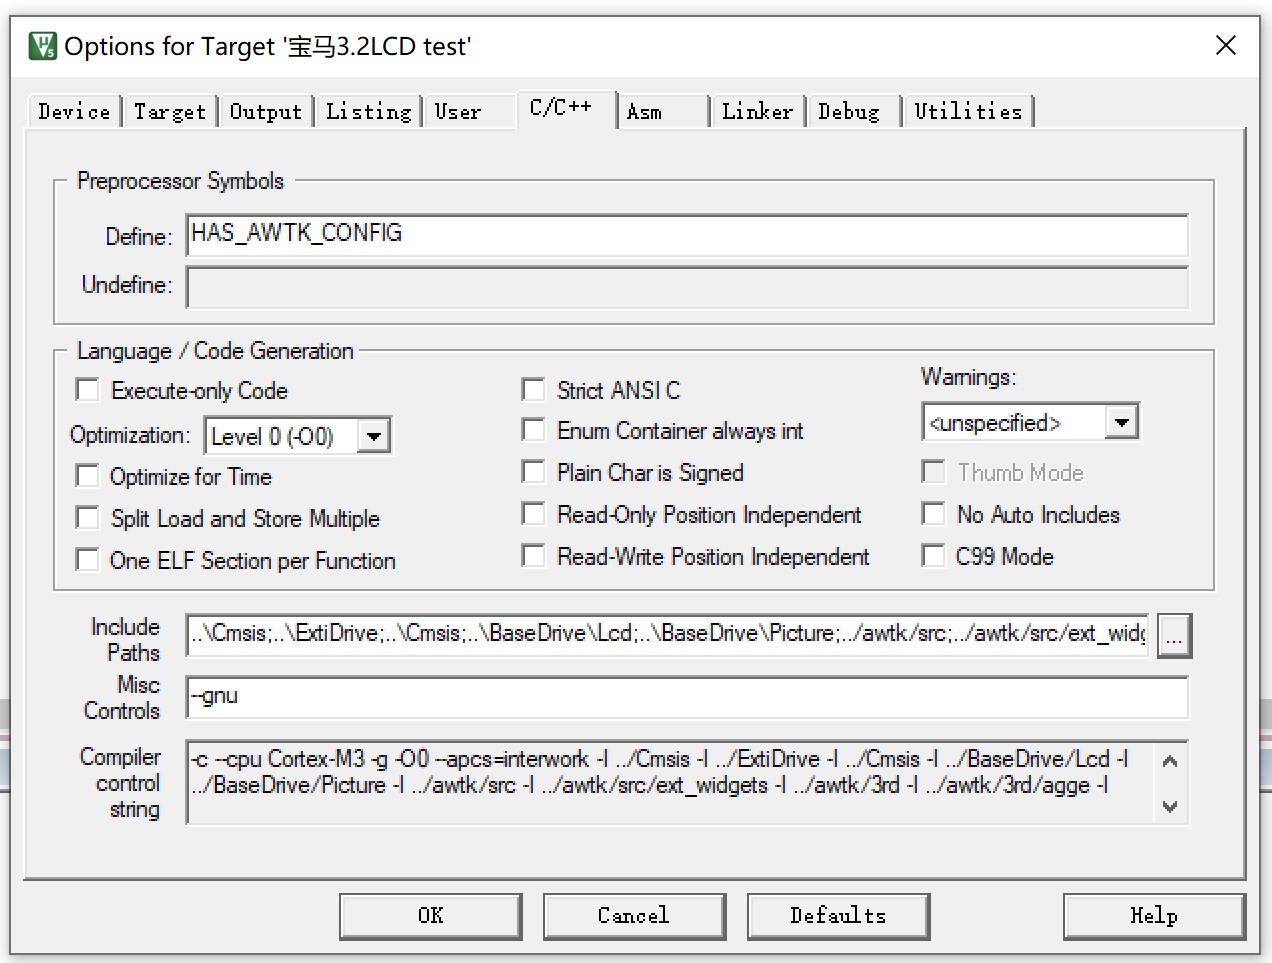 Options for Target '宝马3.2LCD test'
Device Target Output Listing User C/C++ Asm Linker Debug Utilities
Preprocessor Symbols
Define: HAS_AWTK_CONFIG
Undefine:
Language / Code Generation
Execute-only Code
Optimization: Level 0 (-O0)
Optimize for Time
Split Load and Store Multiple
One ELF Section per Function
Strict ANSI C
Enum Container always int
Plain Char is Signed
Read-Only Position Independent
Read-Write Position Independent
Warnings:
<unspecified>
Thumb Mode
No Auto Includes
C99 Mode
Include Paths
..\Cmsis;..\ExtiDrive;..\Cmsis;..\BaseDrive\Lcd;..\BaseDrive\Picture;../awtk/src;../awtk/src/ext_widg
...
Misc Controls
--gnu
Compiler control string
-c --cpu Cortex-M3 -g -O0 --apcs=interwork -I ../Cmsis -I ../ExtiDrive -I ../Cmsis -I ../BaseDrive/Lcd -I
../BaseDrive/Picture -I ../awtk/src -I ../awtk/src/ext_widgets -I ../awtk/3rd -I ../awtk/3rd/agge -I
OK Cancel Defaults Help